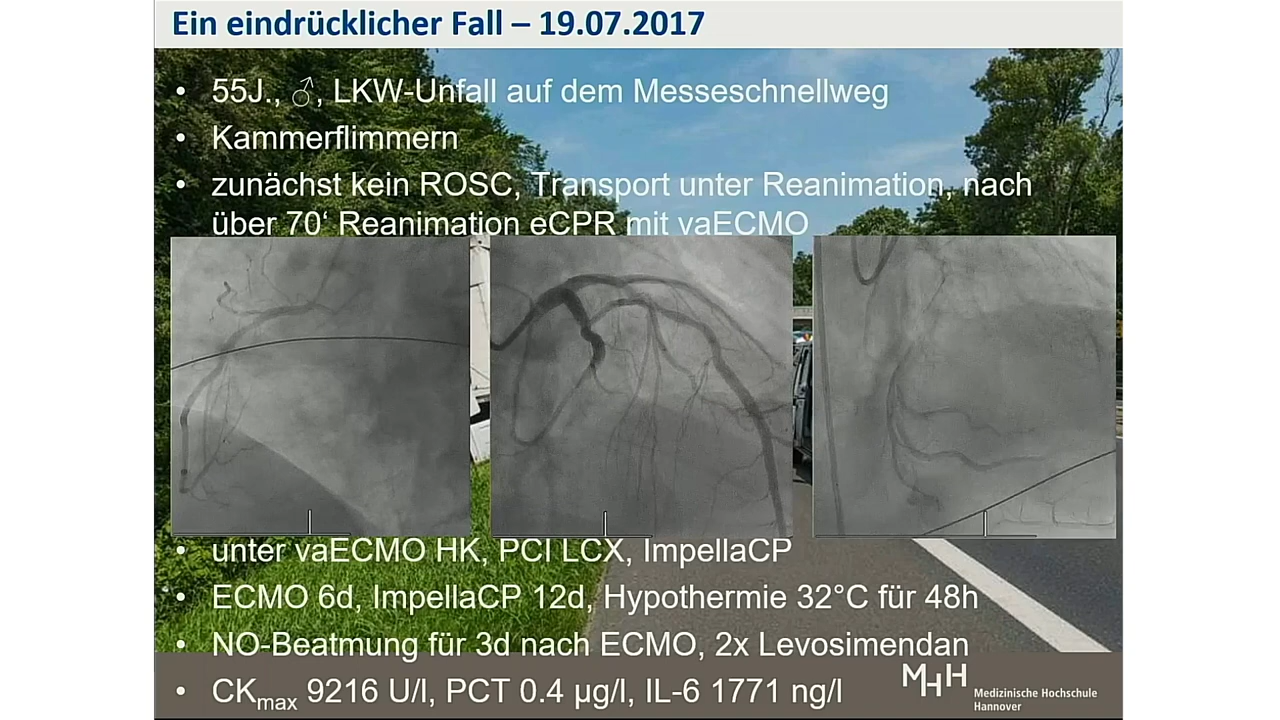 Ein eindrücklicher Fall – 19.07.2017
• 55J., ♂, LKW-Unfall auf dem Messeschnellweg
• Kammerflimmern
• zunächst kein ROSC, Transport unter Reanimation, nach
über 70‘ Reanimation eCPR mit vaECMO
• unter vaECMO HK, PCI LCX, ImpellaCP
• ECMO 6d, ImpellaCP 12d, Hypothermie 32°C für 48h
• NO-Beatmung für 3d nach ECMO, 2x Levosimendan
• CKmax 9216 U/l, PCT 0.4 µg/l, IL-6 1771 ng/l
MHH
Medizinische Hochschule
Hannover